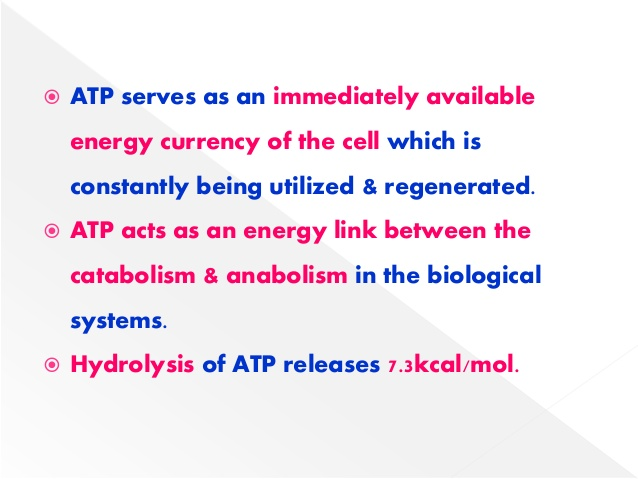 ATP serves as an immediately available
energy currency of the cell which is
constantly being utilized & regenerated.
ATP acts as an energy link between the
catabolism & anabolism in the biological
systems.
Hydrolysis of ATP releases 7.3kcal/mol.